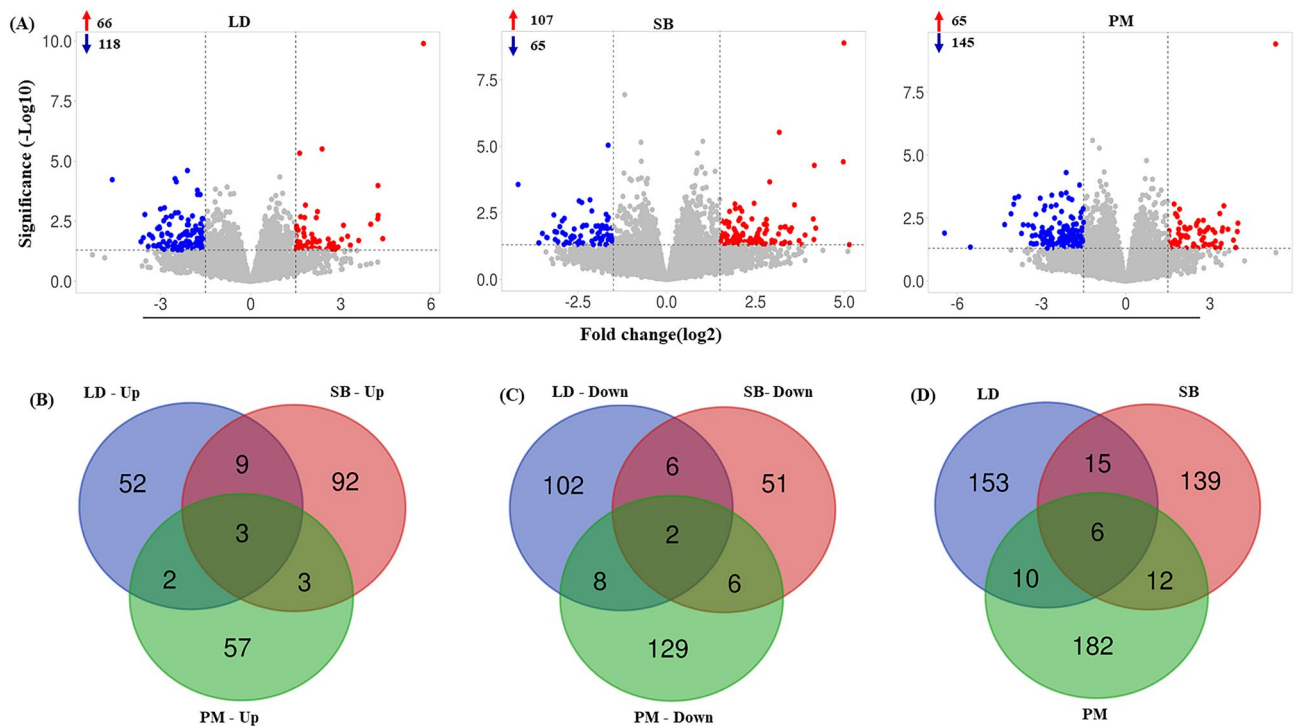 (A)
66
118
LD
107
65
SB
65
145
PM
Significance (-Log10)
10.0
7.5
5.0
2.5
0.0
-3 0 3 6
7.5
5.0
2.5
0.0
-2.5 0.0 2.5 5.0
7.5
5.0
2.5
0.0
-6 -3 0 3
Fold change(log2)
(B)
LD - Up
SB - Up
52
9
92
3
2
3
57
PM - Up
(C)
LD - Down
SB- Down
102
6
51
2
8
6
129
PM - Down
(D)
LD
SB
153
15
139
6
10
12
182
PM